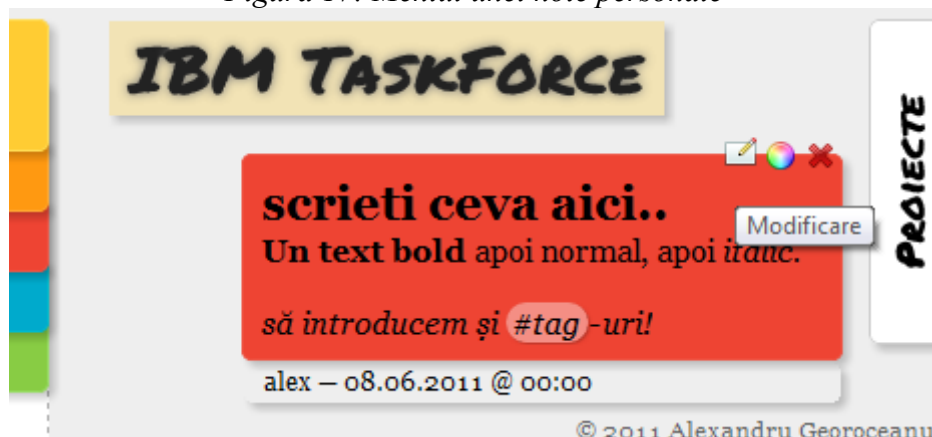 Figura 17. Meniul unei note personale
IBM TaskForce
PROIECTE
scrieti ceva aici..
Modificare
Un text bold apoi normal, apoi italic.
să introducem și #tag-uri!
alex – 08.06.2011 @ 00:00
© 2011 Alexandru Georoceanu